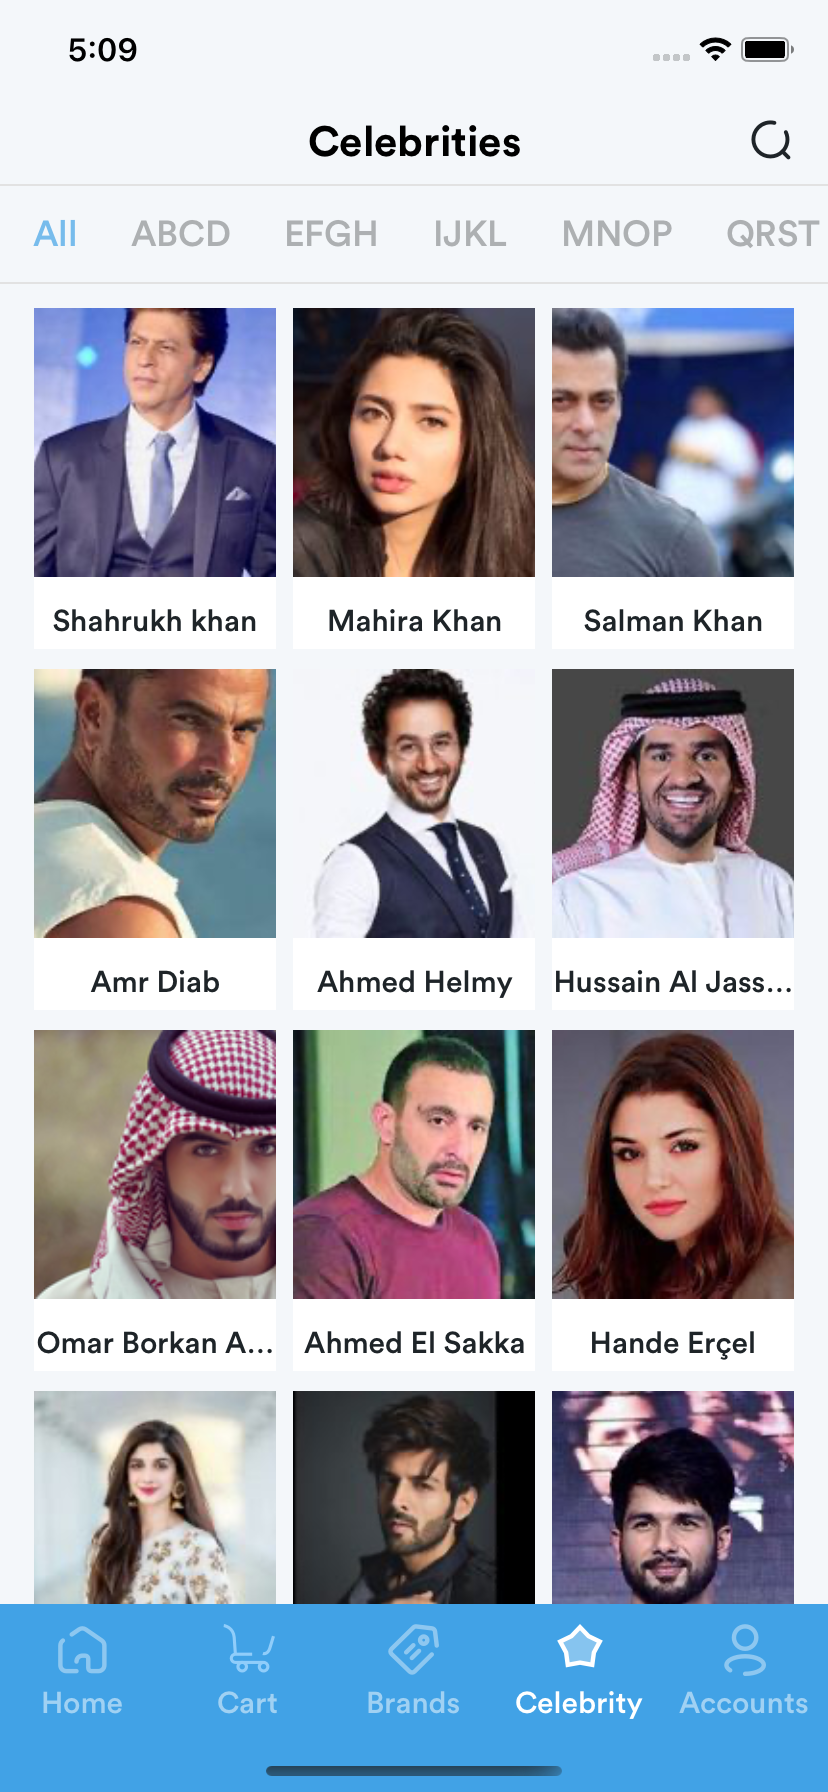 5:09
Celebrities
All ABCD EFGH IJKL MNOP QRST
Shahrukh khan Mahira Khan Salman Khan
Amr Diab Ahmed Helmy Hussain Al Jass...
Omar Borkan A... Ahmed El Sakka Hande Erçel
Home Cart Brands Celebrity Accounts